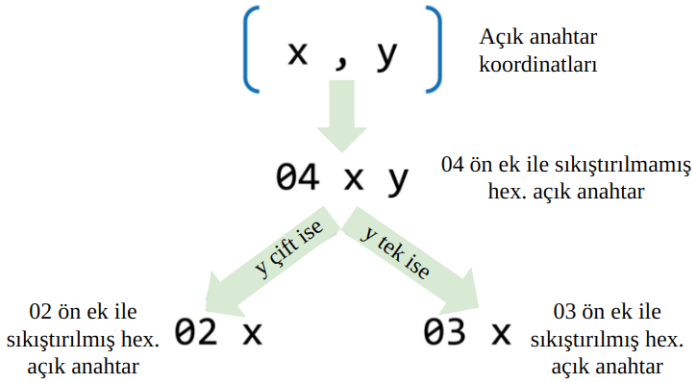 [ x , y ]
Açık anahtar
koordinatları
04 x y
04 ön ek ile sıkıştırılmamış
hex. açık anahtar
y çift ise
y tek ise
02 ön ek ile
sıkıştırılmış hex.
açık anahtar
02 x
03 x
03 ön ek ile
sıkıştırılmış hex.
açık anahtar